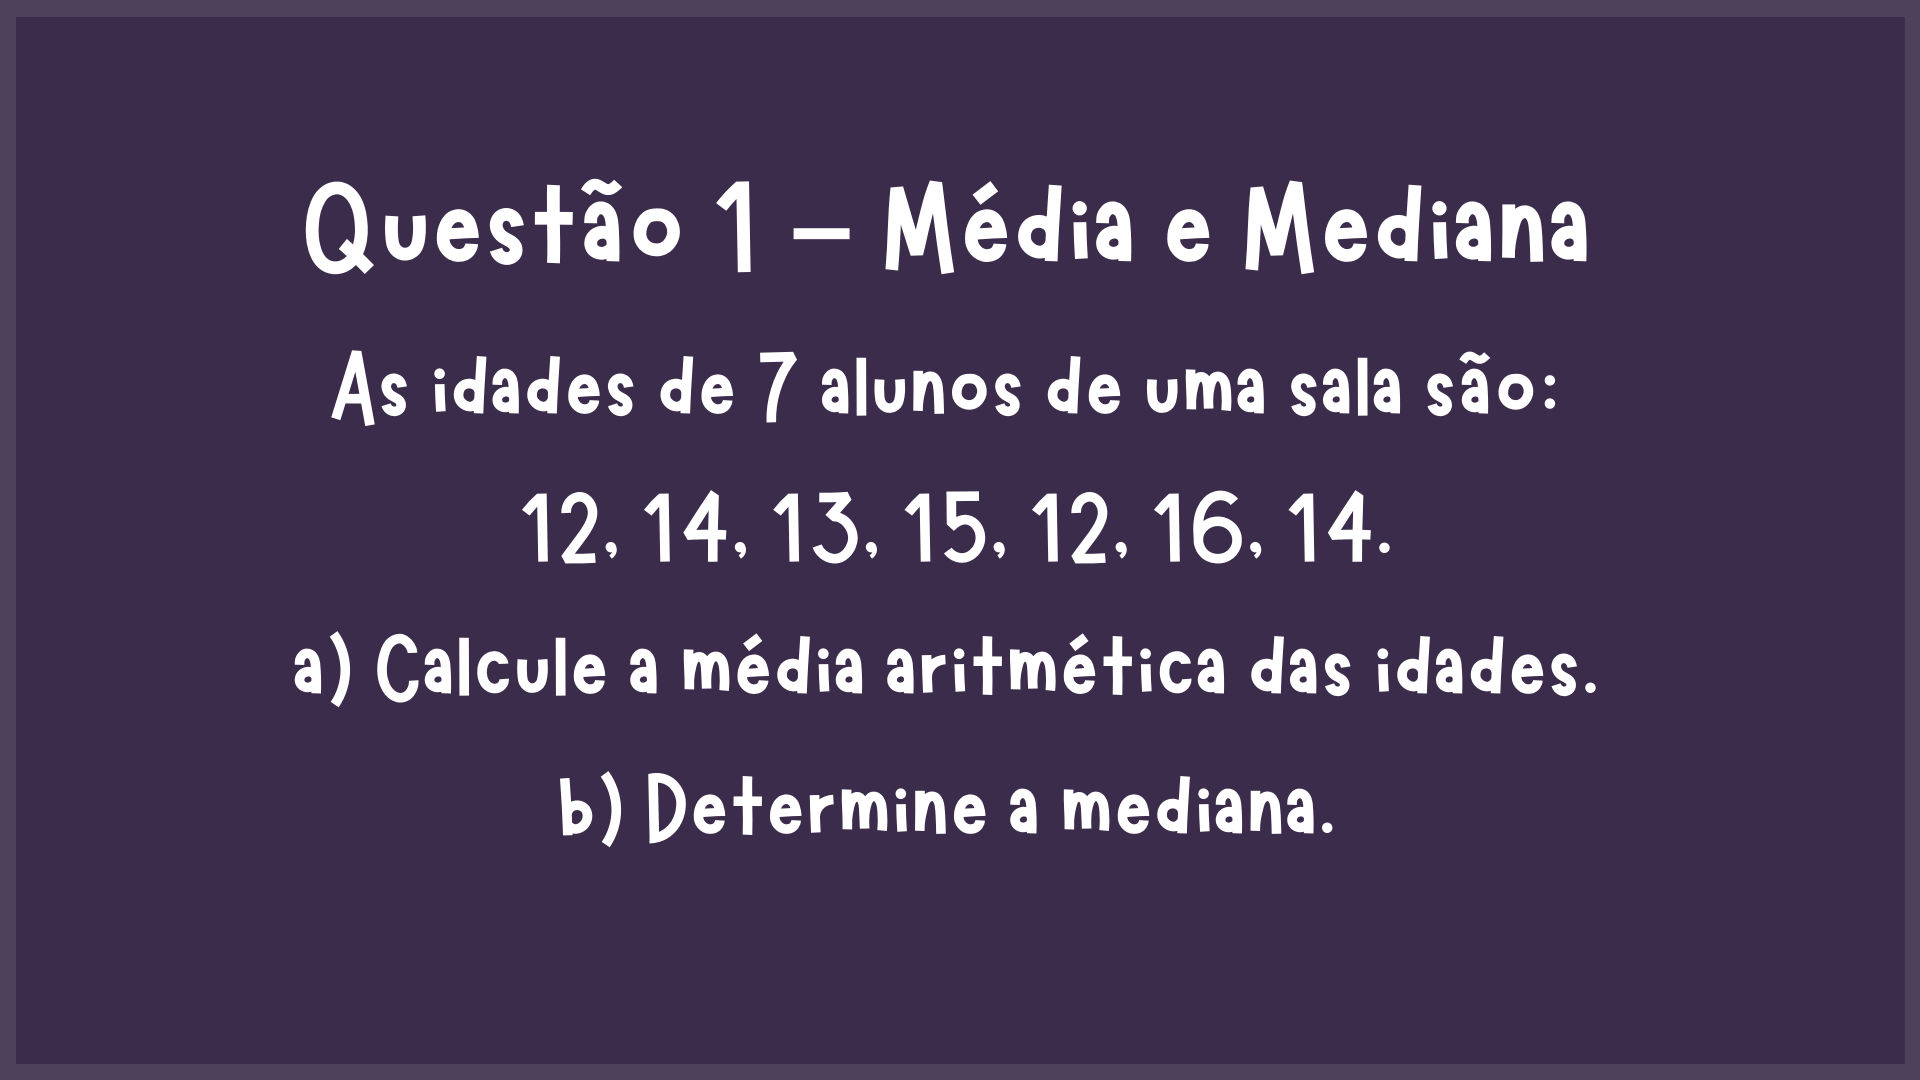 Questão 1 – Média e Mediana
As idades de 7 alunos de uma sala são:
12, 14, 13, 15, 12, 16, 14.
a) Calcule a média aritmética das idades.
b) Determine a mediana.